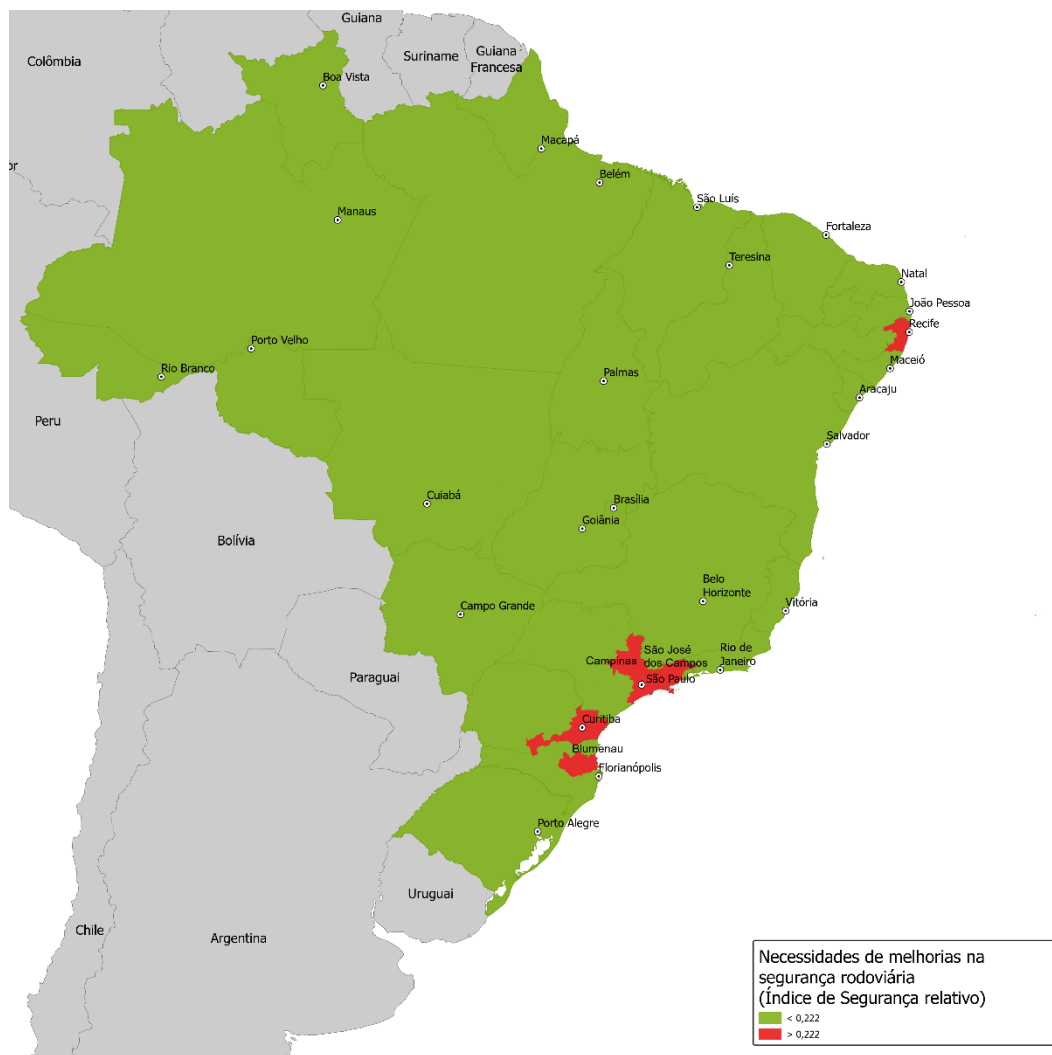 Guiana
Suriname
Guiana
Francesa
Colômbia
Boa Vista
Macapá
or
Belém
São Luís
Manaus
Fortaleza
Teresina
Natal
João Pessoa
Recife
Porto Velho
Maceió
Rio Branco
Palmas
Aracaju
Peru
Salvador
Cuiabá
Brasília
Goiânia
Bolívia
Belo
Horizonte
Campo Grande
Vitória
São José
dos Campos
Rio de
Janeiro
Campinas
São Paulo
Paraguai
Curitiba
Blumenau
Florianópolis
Porto Alegre
Uruguai
Chile
Argentina
Necessidades de melhorias na
segurança rodoviária
(Índice de Segurança relativo)
< 0,222
> 0,222